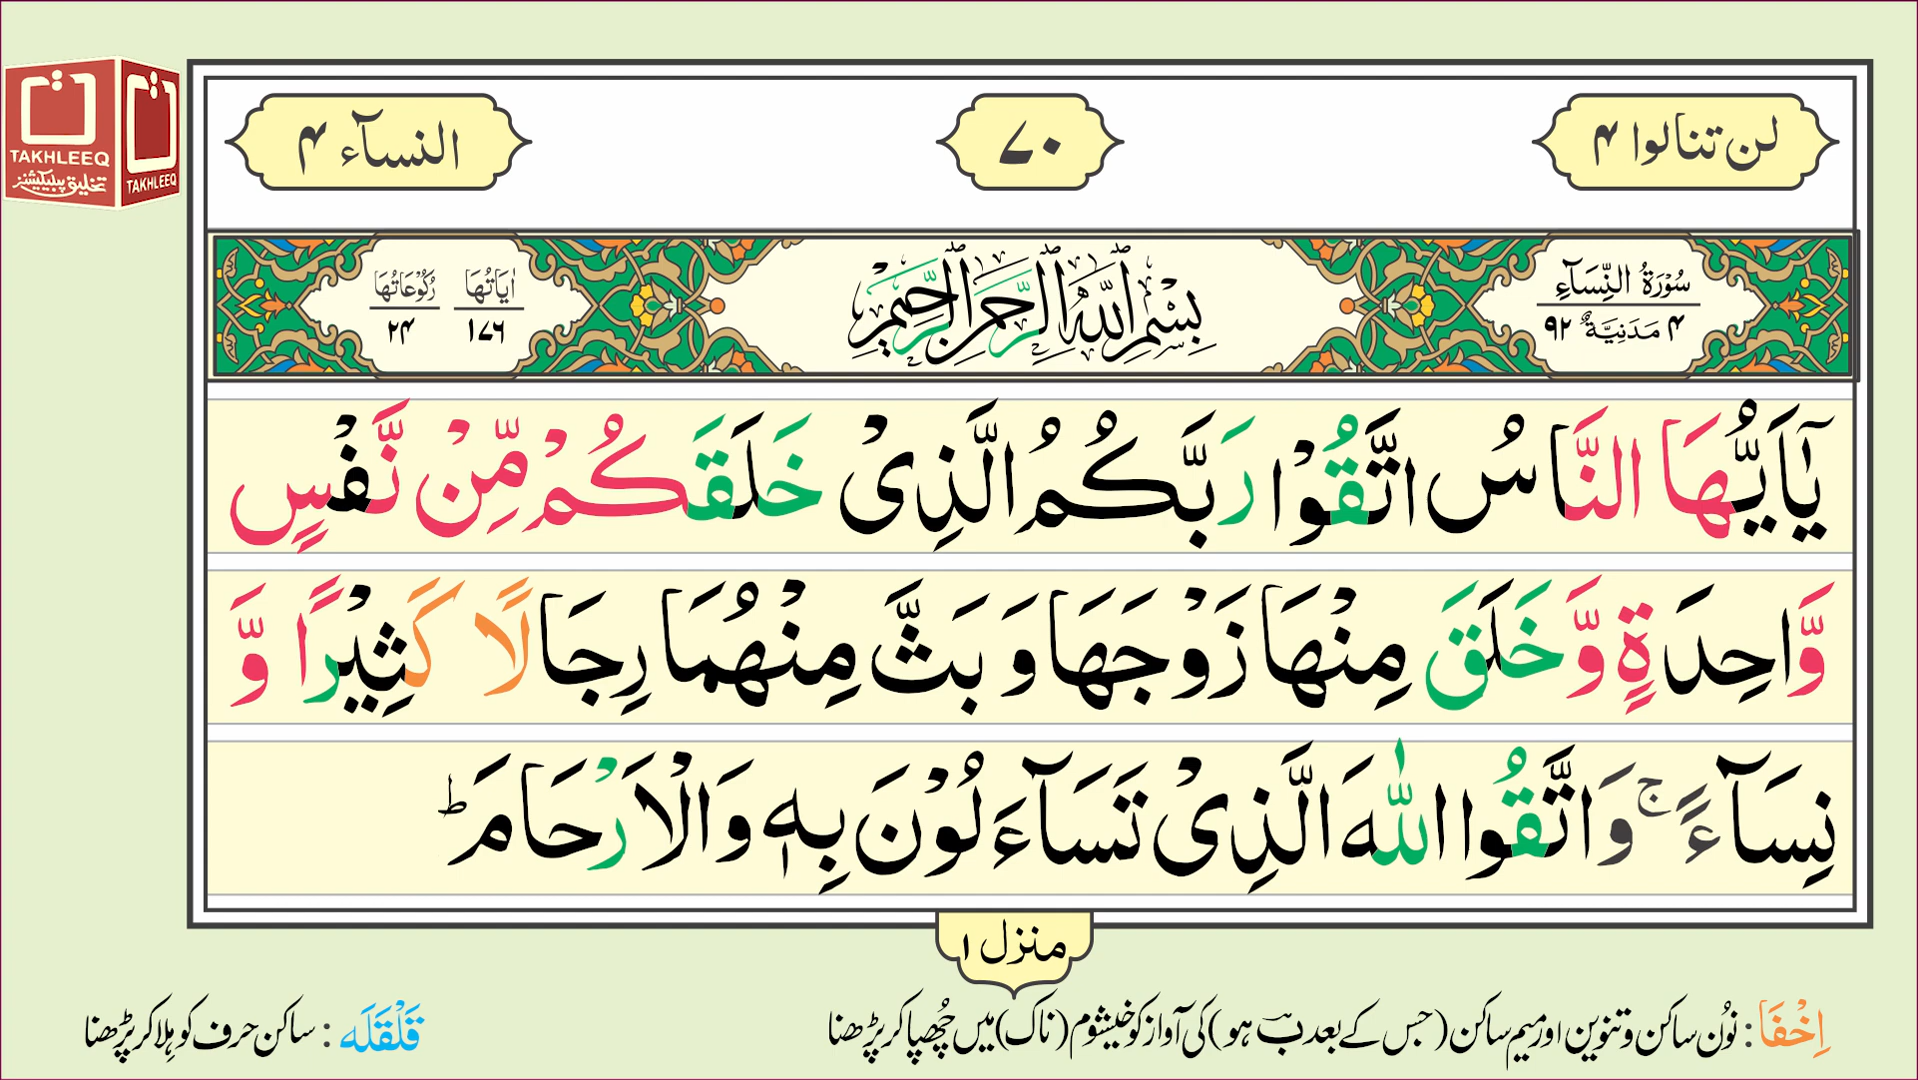 TAKHLEEQ
تخلیق پبلیکیشنز
TAKHLEEQ
لن تنالوا ۴
۷۰
النسآء ۴
سُوْرَةُ النِّسَآءِ
۴ مَدَنِيَّةٌ ۹۲
بِسْمِ اللّٰهِ الرَّحْمٰنِ الرَّحِيْمِ
اٰيَاتُهَا ۱۷۶
رُكُوْعَاتُهَا ۲۴
يٰۤاَيُّهَا النَّاسُ اتَّقُوْا رَبَّكُمُ الَّذِىْ خَلَقَكُمْ مِّنْ نَّفْسٍ
وَّاحِدَةٍ وَّخَلَقَ مِنْهَا زَوْجَهَا وَ بَثَّ مِنْهُمَا رِجَالًا كَثِيْرًا وَّ
نِسَآءً ۚ وَاتَّقُوا اللّٰهَ الَّذِىْ تَسَآءَلُوْنَ بِهٖ وَالْاَرْحَامَ ؕ
منزل ۱
اِخْفَا : نُون ساکن و تنوین اور میم ساکن (جس کے بعد ب ہو) کی آواز کو خیشوم (ناک) میں چُھپا کر پڑھنا
قَلْقَلَه : ساکن حرف کو ہِلا کر پڑھنا